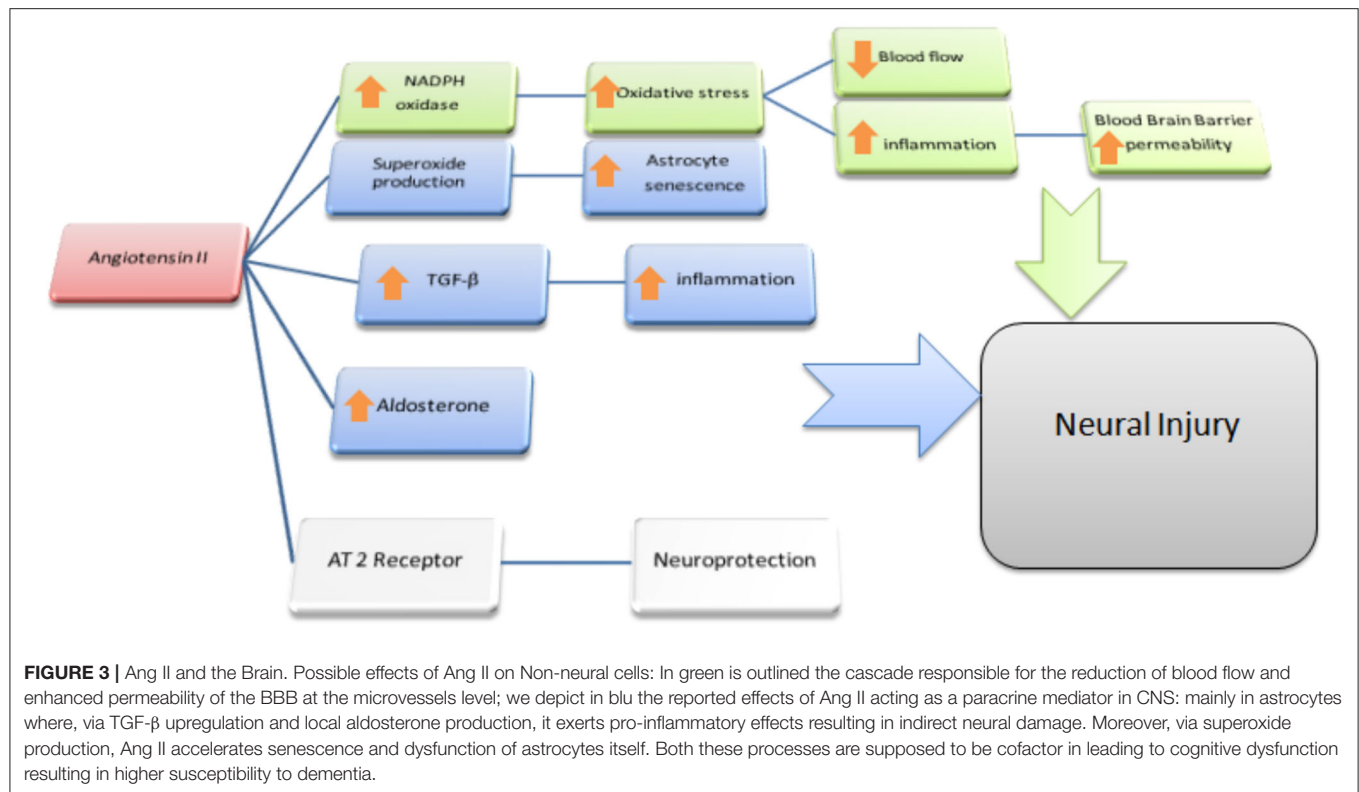 NADPH
oxidase
Oxidative stress
Blood flow
inflammation
Blood Brain Barrier
permeability
Superoxide
production
Astrocyte
senescence
Angiotensin II
TGF-β
inflammation
Aldosterone
Neural Injury
AT 2 Receptor
Neuroprotection
FIGURE 3 | Ang II and the Brain. Possible effects of Ang II on Non-neural cells: In green is outlined the cascade responsible for the reduction of blood flow and
enhanced permeability of the BBB at the microvessels level; we depict in blu the reported effects of Ang II acting as a paracrine mediator in CNS: mainly in astrocytes
where, via TGF-β upregulation and local aldosterone production, it exerts pro-inflammatory effects resulting in indirect neural damage. Moreover, via superoxide
production, Ang II accelerates senescence and dysfunction of astrocytes itself. Both these processes are supposed to be cofactor in leading to cognitive dysfunction
resulting in higher susceptibility to dementia.